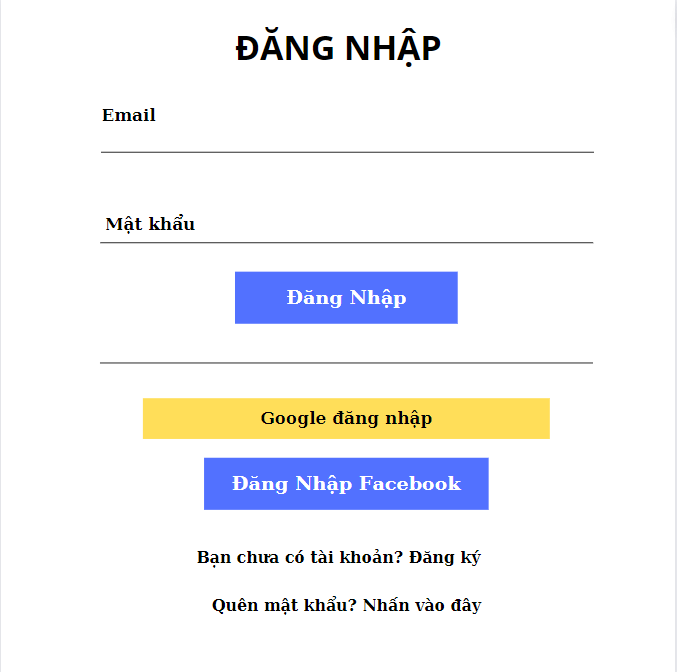 ĐĂNG NHẬP
Email
Mật khẩu
Đăng Nhập
Google đăng nhập
Đăng Nhập Facebook
Bạn chưa có tài khoản? Đăng ký
Quên mật khẩu? Nhấn vào đây